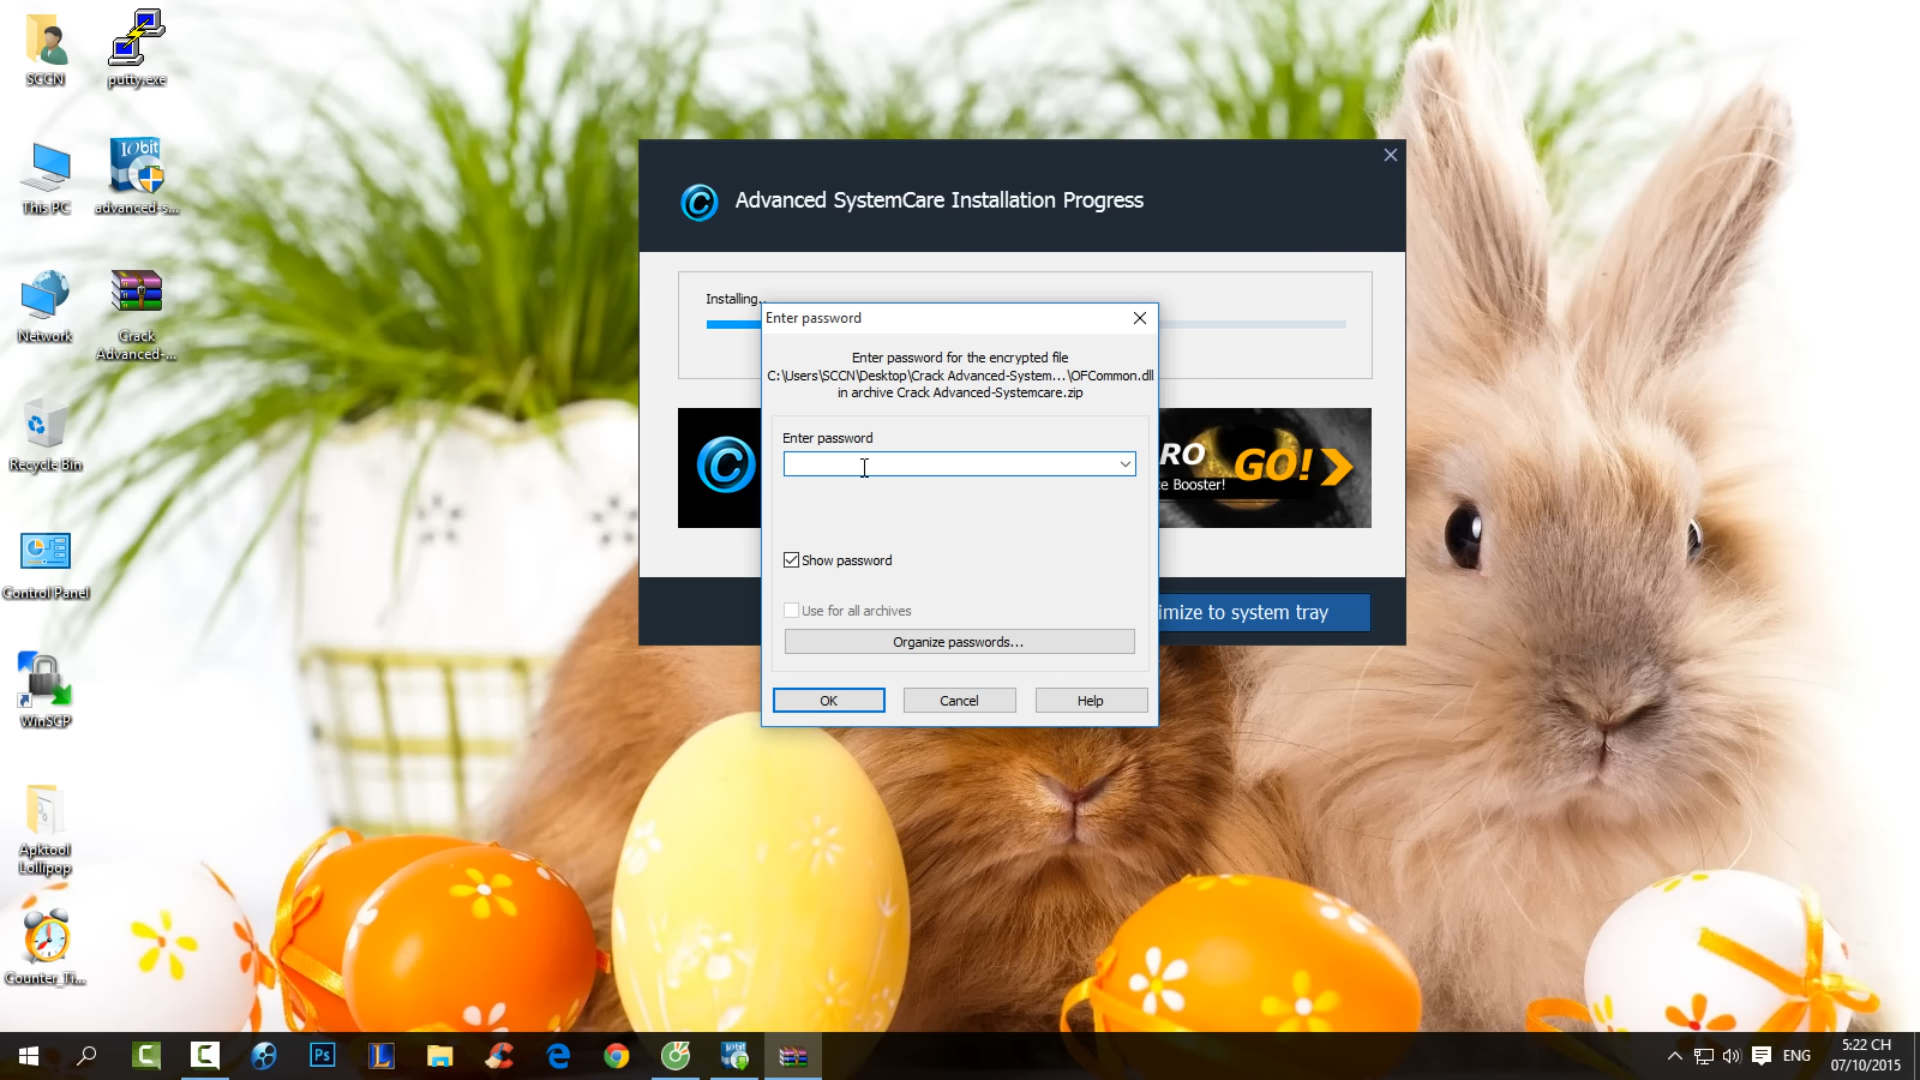 SCCN
putty.exe
This PC
IObit
advanced-s...
Network
Crack
Advanced-...
Recycle Bin
Control Panel
WinSCP
Apktool
Lollipop
Counter_Ti...
Advanced SystemCare Installation Progress
Installing..
Enter password
Enter password for the encrypted file
C:\Users\SCCN\Desktop\Crack Advanced-System...\OFCommon.dll
in archive Crack Advanced-Systemcare.zip
Enter password
Show password
Use for all archives
Organize passwords...
OK
Cancel
Help
RO
GO!
ce Booster!
imize to system tray
Ps
L
ENG
5:22 CH
07/10/2015